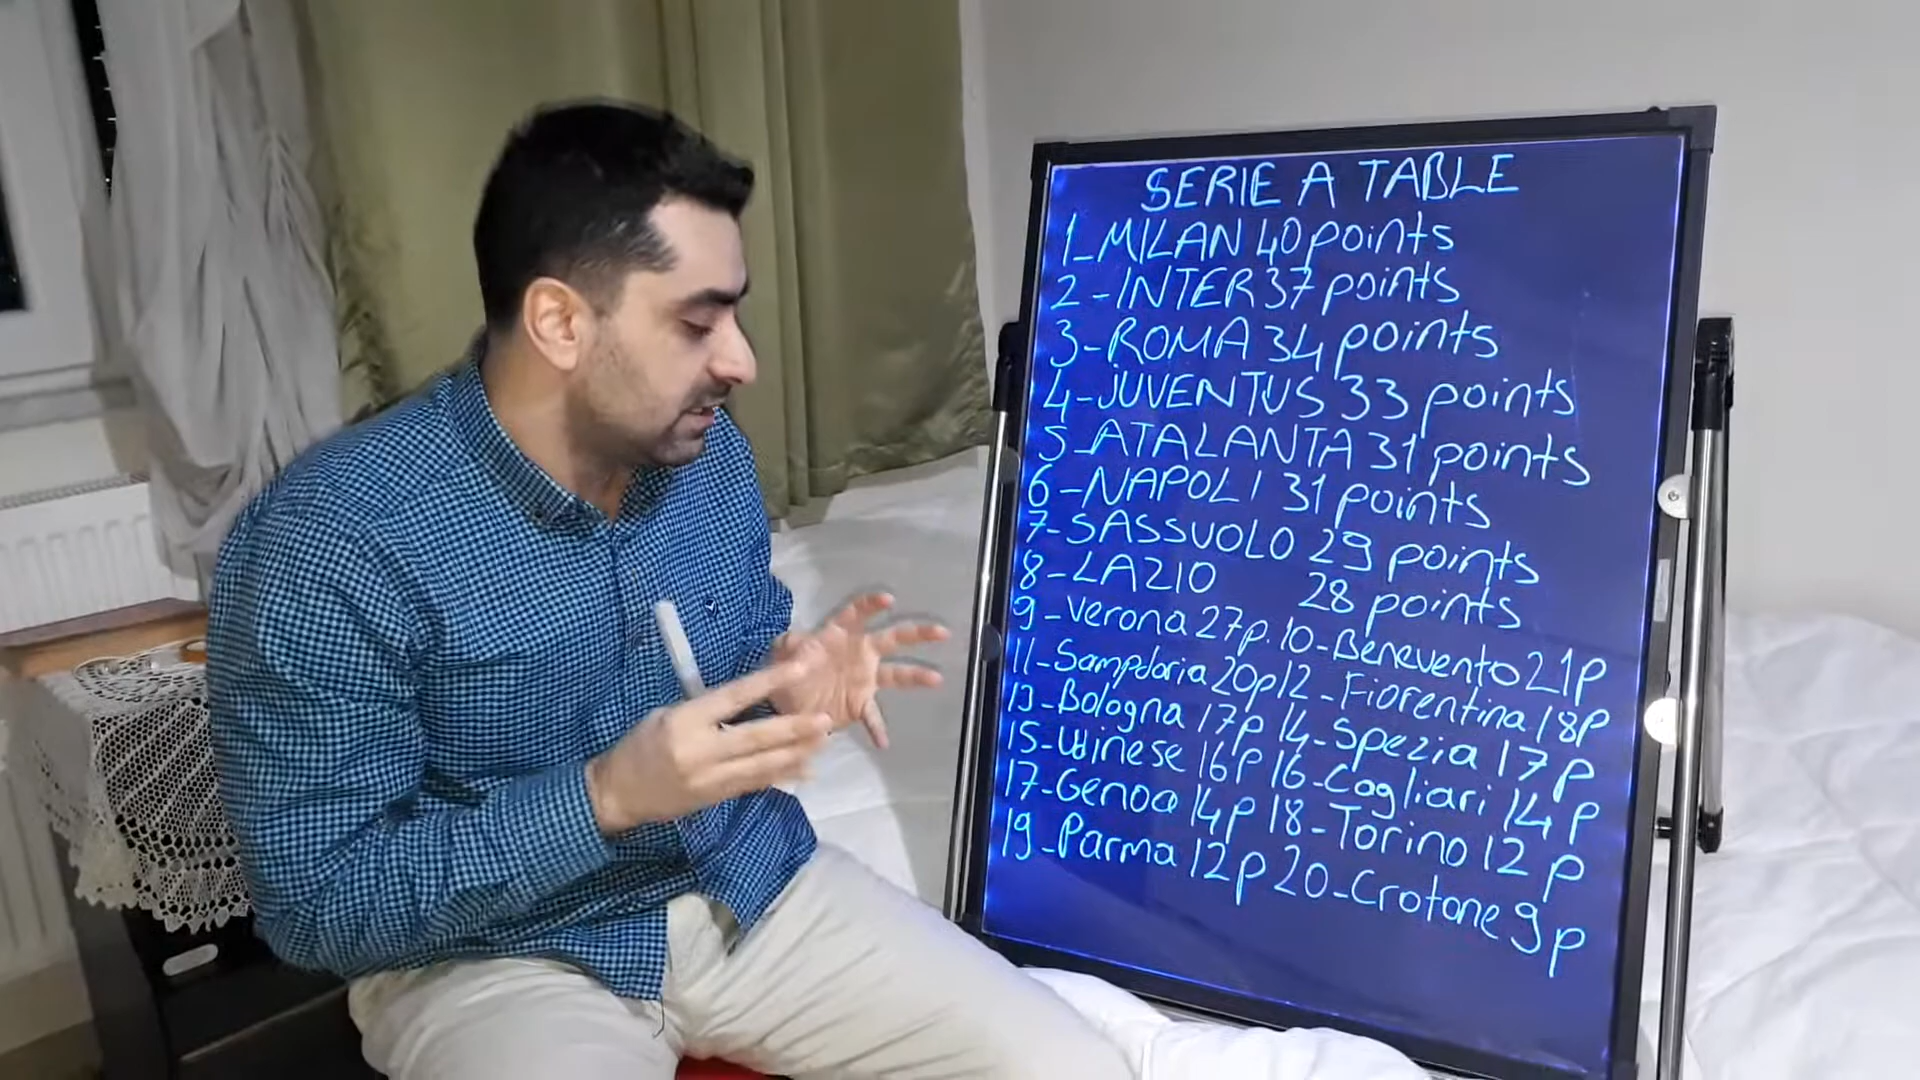 SERIE A TABLE
1_MILAN 40 points
2-INTER 37 points
3-ROMA 34 points
4-JUVENTUS 33 points
5-ATALANTA 31 points
6-NAPOLI 31 points
7-SASSUOLO 29 points
8-LAZIO 28 points
9-Verona 27p. 10-Benevento 21p
11-Sampdoria 20p 12-Fiorentina 18p
13-Bologna 17p 14-Spezia 17p
15-Udinese 16p 16-Cagliari 14p
17-Genoa 14p 18-Torino 12p
19-Parma 12p 20-Crotone 9p